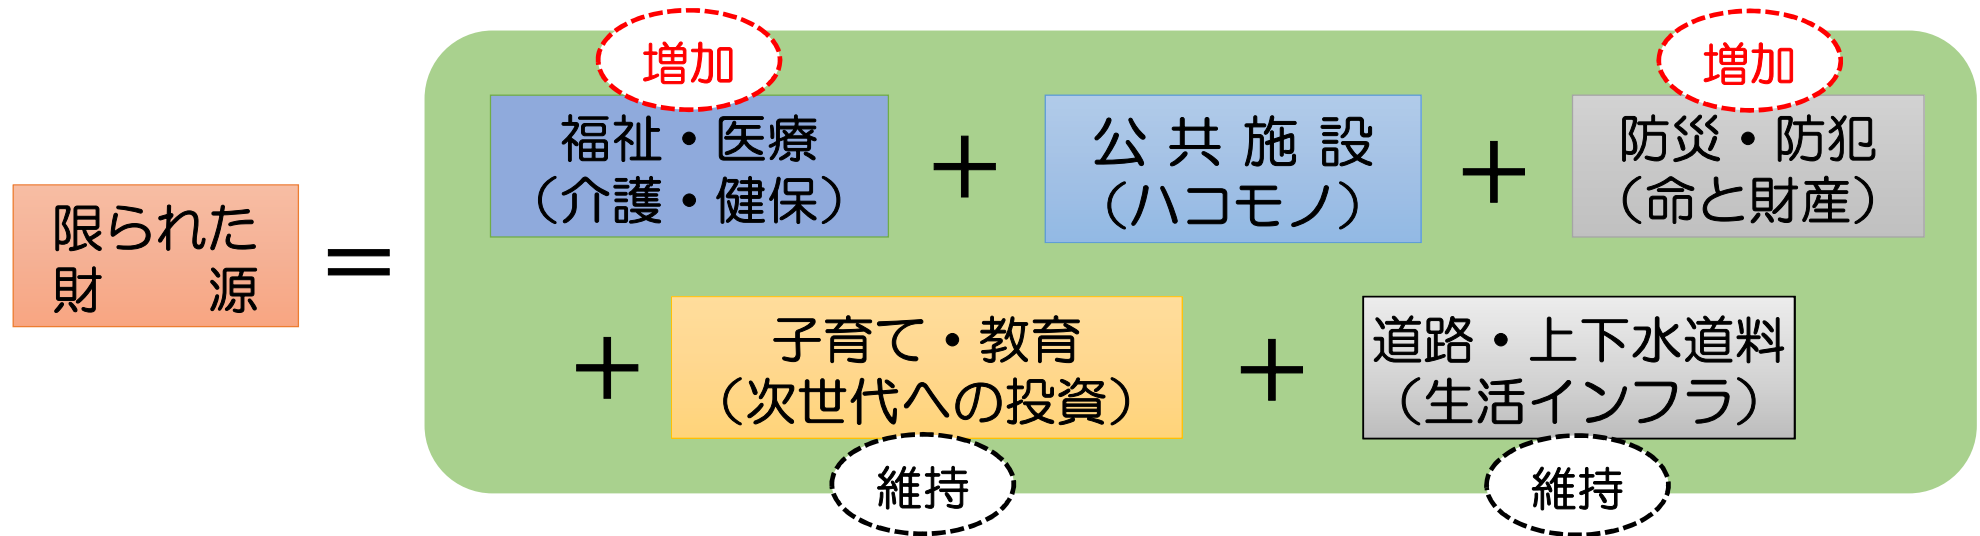 限られた
財　源
＝
増加
福祉・医療
（介護・健保）
＋
公共施設
（ハコモノ）
＋
増加
防災・防犯
（命と財産）
＋
子育て・教育
（次世代への投資）
維持
＋
道路・上下水道料
（生活インフラ）
維持